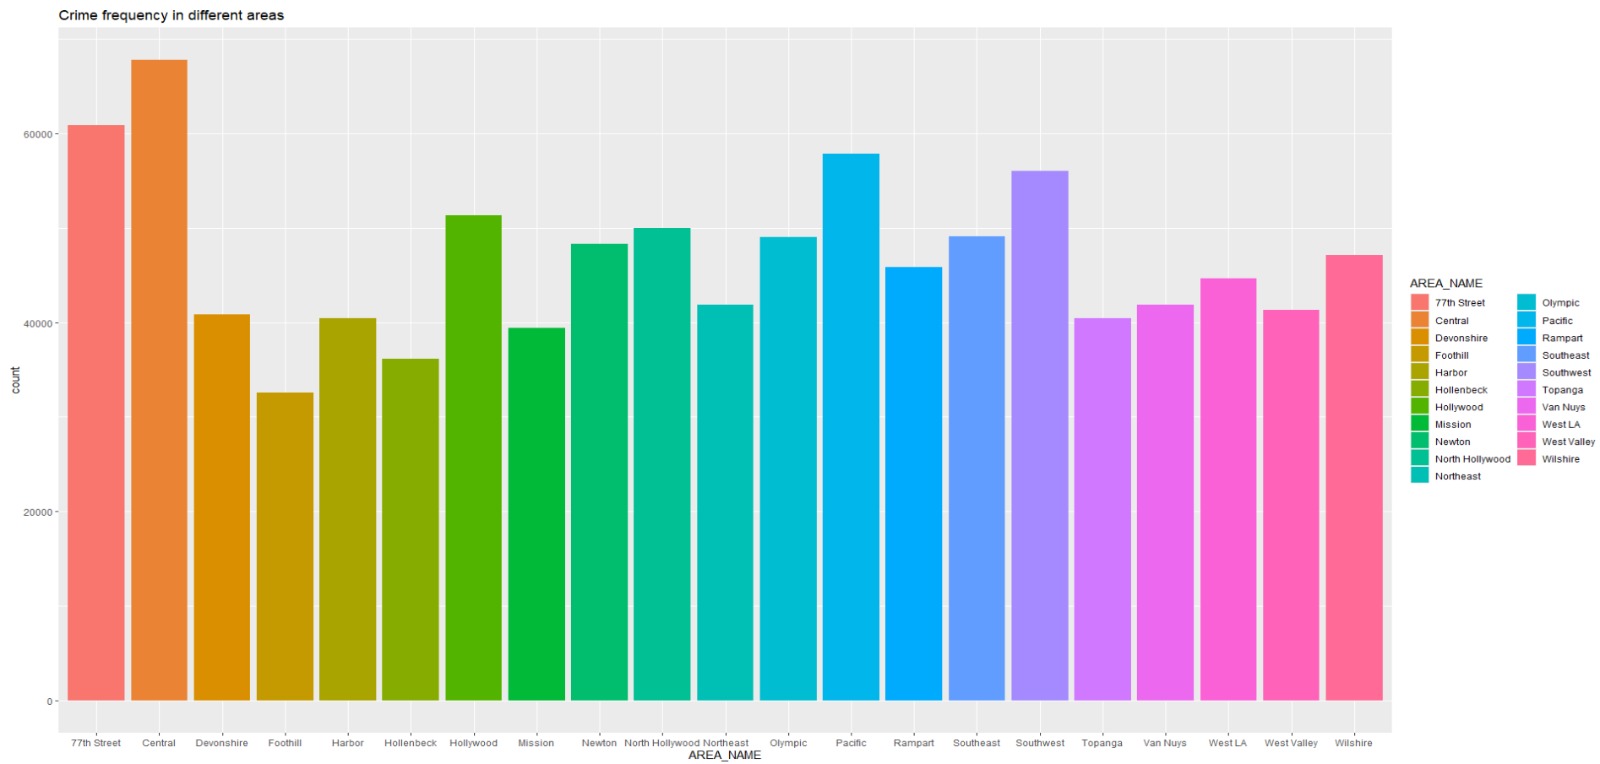 Crime frequency in different areas
60000
40000
20000
0
count
77th Street Central Devonshire Foothill Harbor Hollenbeck Hollywood Mission Newton North Hollywood Northeast Olympic Pacific Rampart Southeast Southwest Topanga Van Nuys West LA West Valley Wilshire
AREA_NAME
AREA_NAME
77th Street
Central
Devonshire
Foothill
Harbor
Hollenbeck
Hollywood
Mission
Newton
North Hollywood
Northeast
Olympic
Pacific
Rampart
Southeast
Southwest
Topanga
Van Nuys
West LA
West Valley
Wilshire